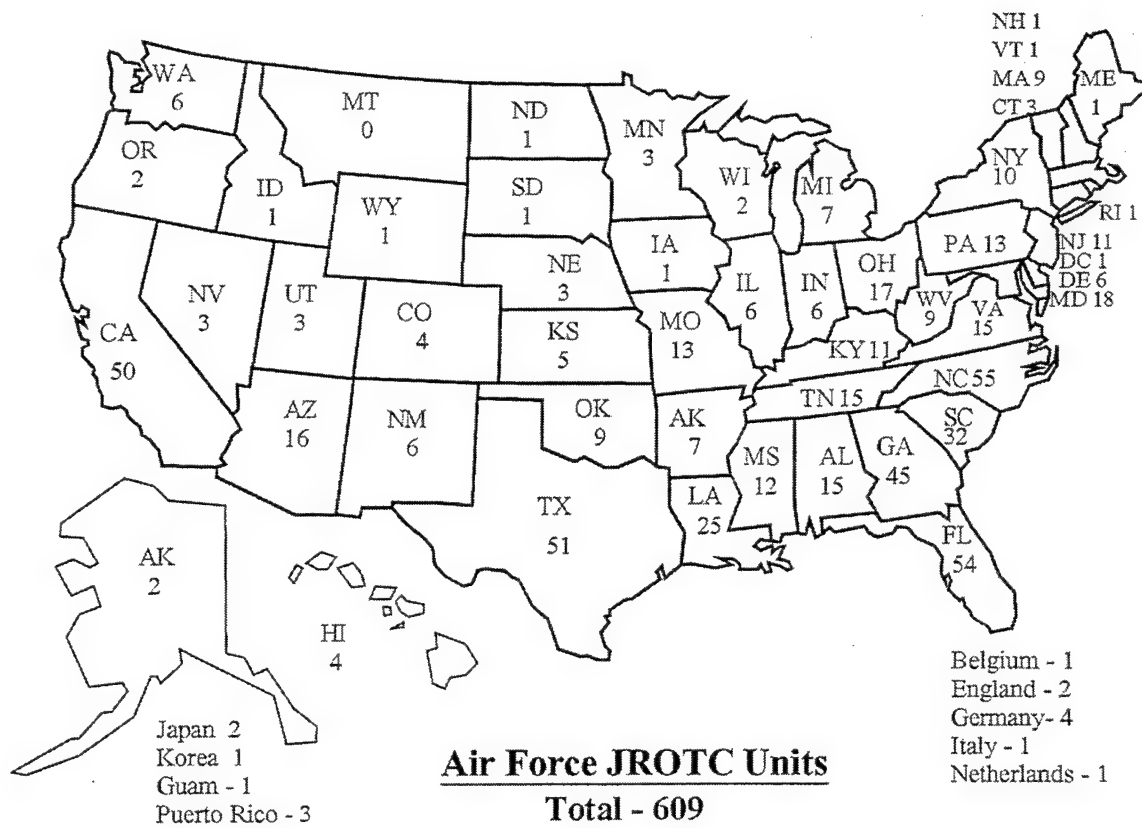 NH 1
VT 1
MA 9
CT 3
ME
1
WA
6
MT
0
ND
1
MN
3
OR
2
ID
1
WY
1
SD
1
WI
2
MI
7
NY
10
RI 1
IA
1
PA 13
NJ 11
DC 1
DE 6
MD 18
NE
3
NV
3
UT
3
CO
4
IL
6
IN
6
OH
17
WV
9
VA
15
CA
50
KS
5
MO
13
KY 11
AZ
16
NM
6
OK
9
AK
7
TN 15
NC 55
SC
32
MS
12
AL
15
GA
45
TX
51
LA
25
FL
54
AK
2
HI
4
Belgium - 1
England - 2
Germany- 4
Italy - 1
Netherlands - 1
Japan 2
Korea 1
Guam - 1
Puerto Rico - 3
Air Force JROTC Units
Total - 609